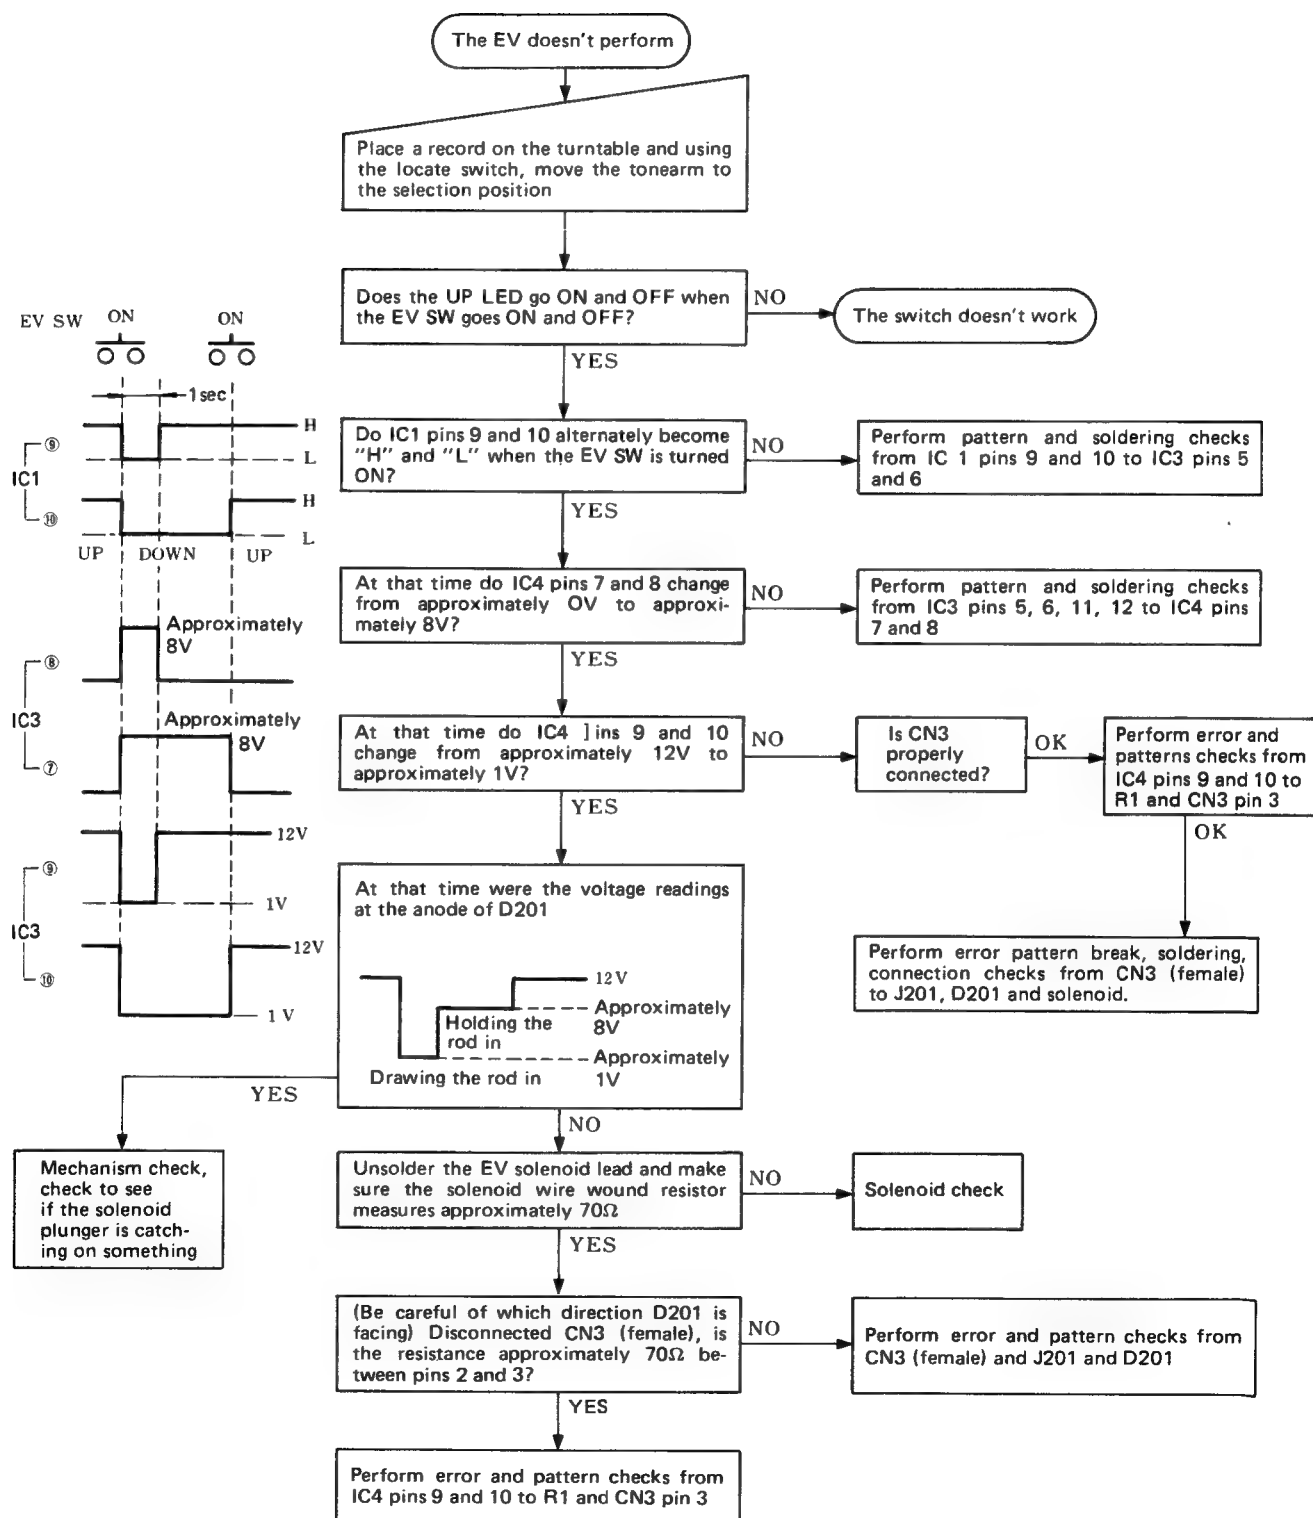 The EV doesn't perform
Place a record on the turntable and using
the locate switch, move the tonearm to
the selection position
Does the UP LED go ON and OFF when
the EV SW goes ON and OFF?
NO
The switch doesn't work
YES
Do IC1 pins 9 and 10 alternately become
"H" and "L" when the EV SW is turned
ON?
NO
Perform pattern and soldering checks
from IC 1 pins 9 and 10 to IC3 pins 5
and 6
YES
At that time do IC4 pins 7 and 8 change
from approximately OV to approxi-
mately 8V?
NO
Perform pattern and soldering checks
from IC3 pins 5, 6, 11, 12 to IC4 pins
7 and 8
YES
At that time do IC4 ]ins 9 and 10
change from approximately 12V to
approximately 1V?
NO
Is CN3
properly
connected?
OK
Perform error and
patterns checks from
IC4 pins 9 and 10 to
R1 and CN3 pin 3
OK
Perform error pattern break, soldering,
connection checks from CN3 (female)
to J201, D201 and solenoid.
YES
At that time were the voltage readings
at the anode of D201
12V
Approximately
8V
Holding the
rod in
Approximately
1V
Drawing the rod in
YES
Mechanism check,
check to see
if the solenoid
plunger is catch-
ing on something
NO
Unsolder the EV solenoid lead and make
sure the solenoid wire wound resistor
measures approximately 70Ω
NO
Solenoid check
YES
(Be careful of which direction D201 is
facing) Disconnected CN3 (female), is
the resistance approximately 70Ω be-
tween pins 2 and 3?
NO
Perform error and pattern checks from
CN3 (female) and J201 and D201
YES
Perform error and pattern checks from
IC4 pins 9 and 10 to R1 and CN3 pin 3
EV SW
ON
ON
1 sec
IC1
⑨
H
L
⑩
H
L
UP
DOWN
UP
IC3
⑧
Approximately
8V
⑦
Approximately
8V
IC3
⑨
12V
1V
⑩
12V
1 V